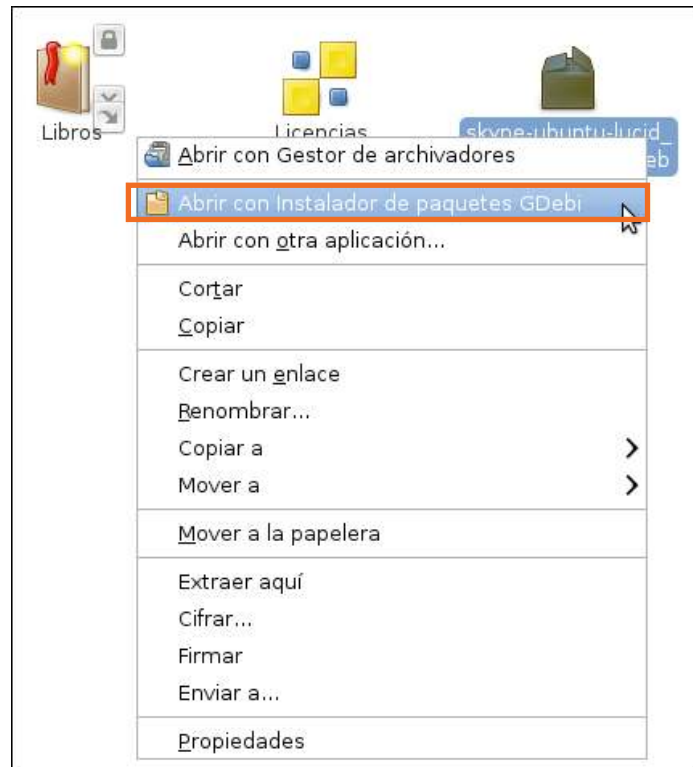 Libros
Licencias
skype-ubuntu-lucid_
eb
Abrir con Gestor de archivadores
Abrir con Instalador de paquetes GDebi
Abrir con otra aplicación...
Cortar
Copiar
Crear un enlace
Renombrar...
Copiar a
Mover a
Mover a la papelera
Extraer aquí
Cifrar...
Firmar
Enviar a...
Propiedades